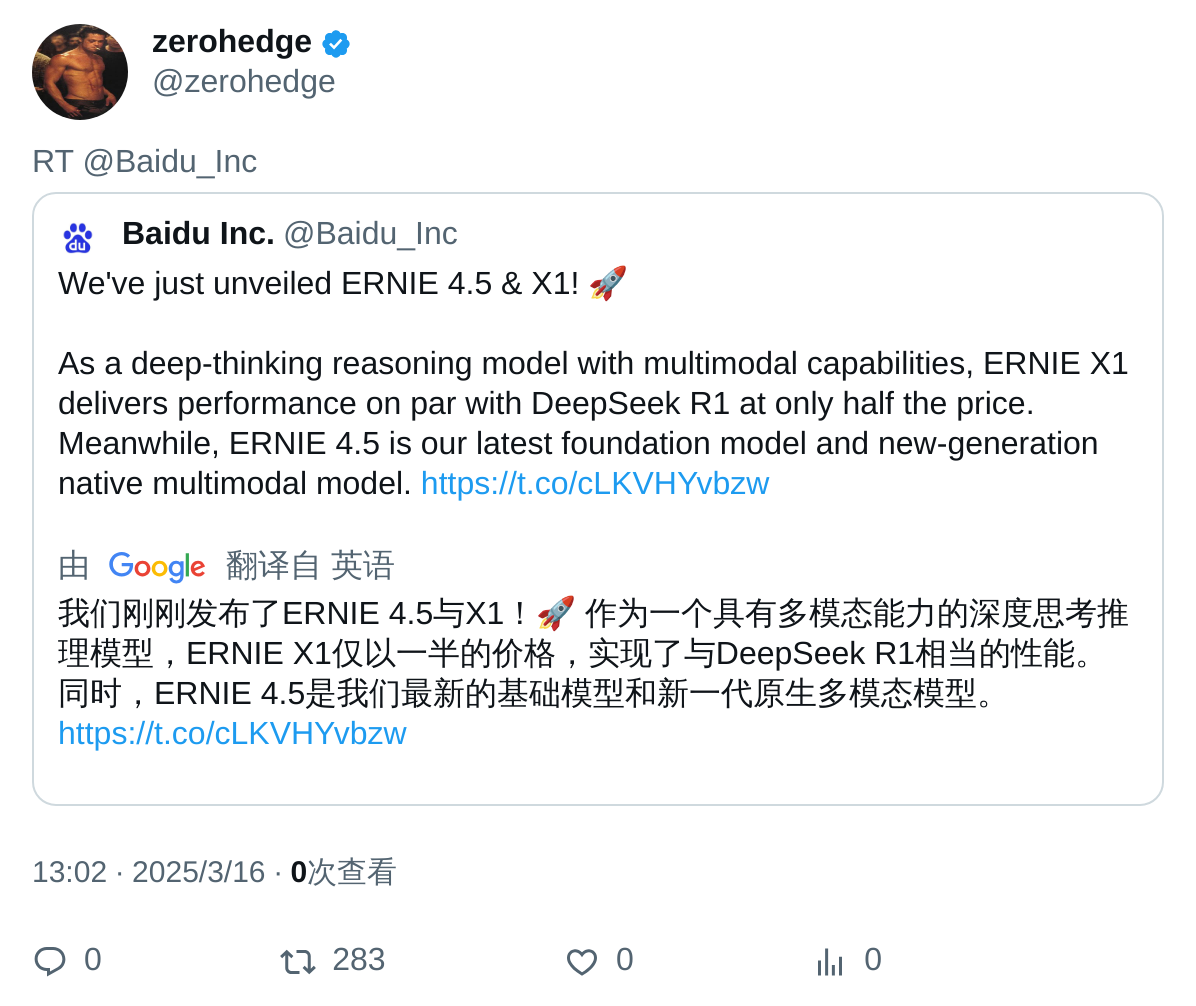 zerohedge
@zerohedge
RT @Baidu_Inc
du
Baidu Inc. @Baidu_Inc
We've just unveiled ERNIE 4.5 & X1! 🚀
As a deep-thinking reasoning model with multimodal capabilities, ERNIE X1
delivers performance on par with DeepSeek R1 at only half the price.
Meanwhile, ERNIE 4.5 is our latest foundation model and new-generation
native multimodal model. https://t.co/cLKVHYvbzw
由 Google 翻译自 英语
我们刚刚发布了ERNIE 4.5与X1！🚀 作为一个具有多模态能力的深度思考推
理模型，ERNIE X1仅以一半的价格，实现了与DeepSeek R1相当的性能。
同时，ERNIE 4.5是我们最新的基础模型和新一代原生多模态模型。
https://t.co/cLKVHYvbzw
13:02 · 2025/3/16 · 0次查看
0 283 0 0